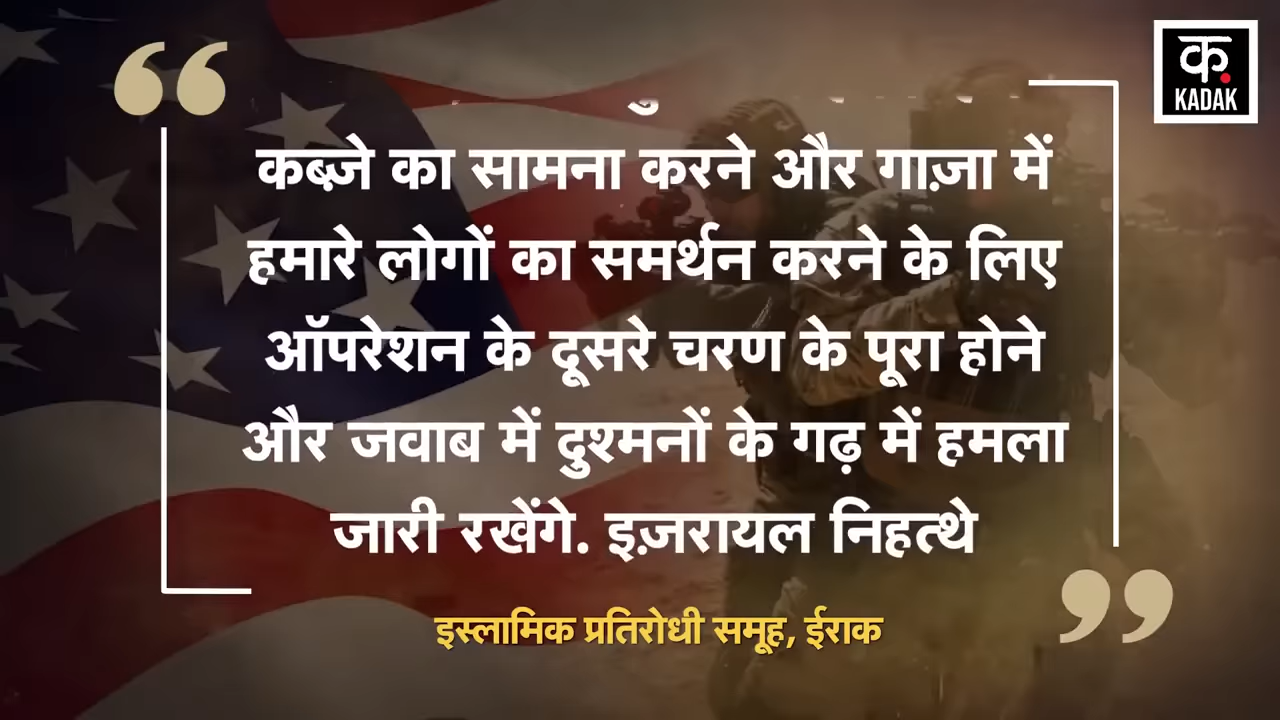 क.
KADAK
कब्ज़े का सामना करने और गाज़ा में
हमारे लोगों का समर्थन करने के लिए
ऑपरेशन के दूसरे चरण के पूरा होने
और जवाब में दुश्मनों के गढ़ में हमला
जारी रखेंगे. इज़रायल निहत्थे
इस्लामिक प्रतिरोधी समूह, ईराक